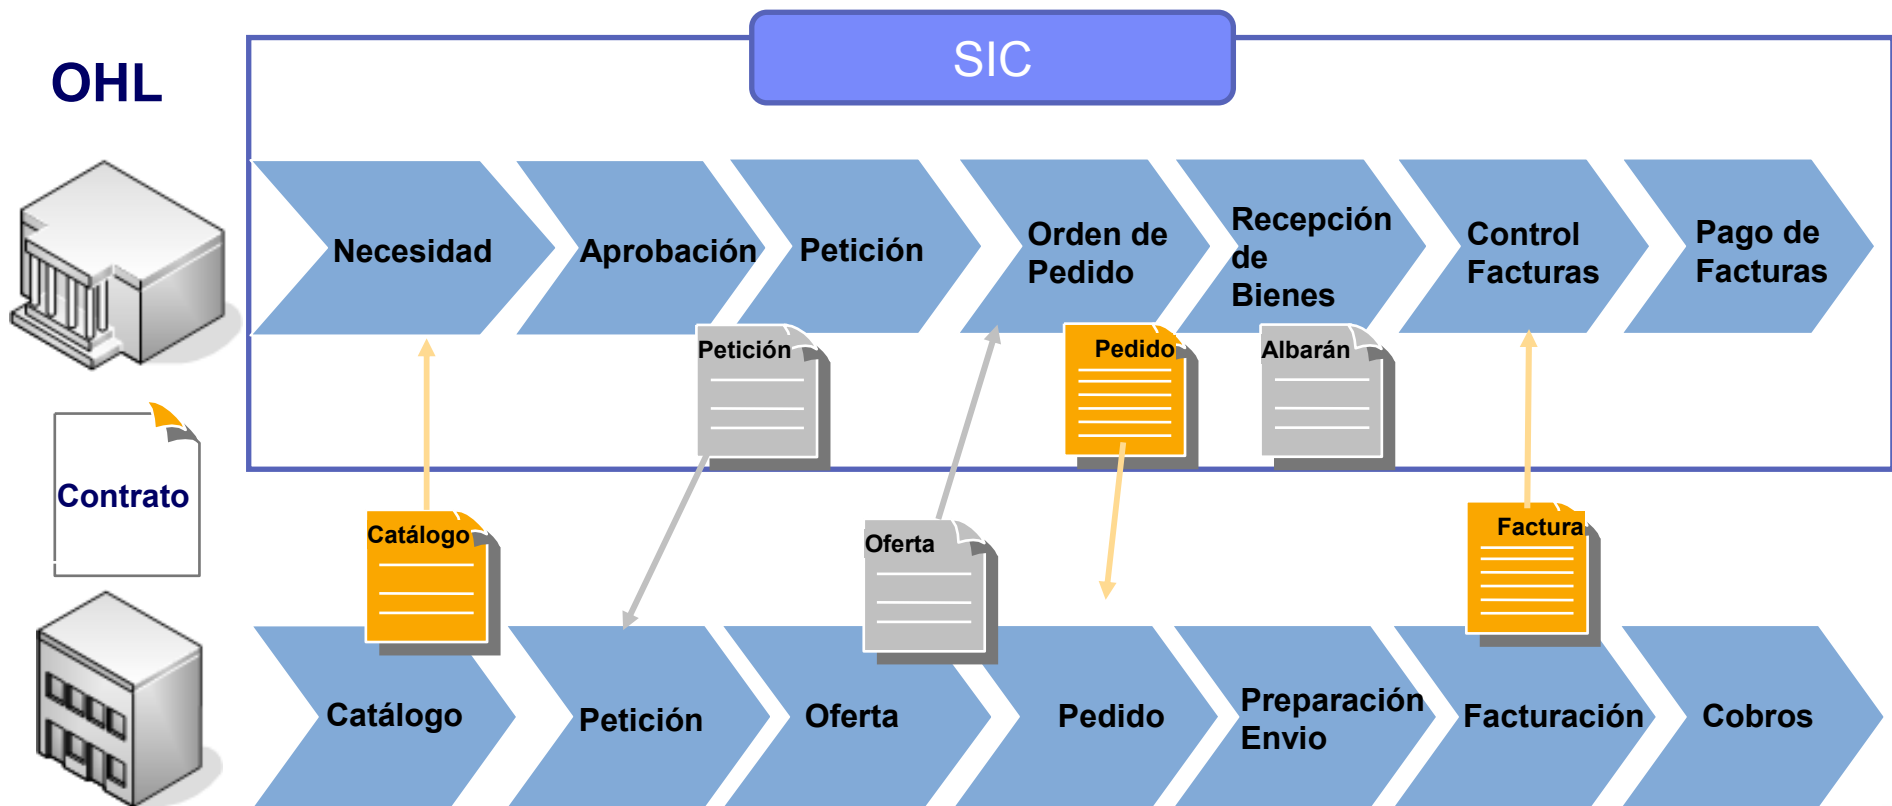 SIC
OHL
Necesidad
Aprobación
Petición
Orden de
Pedido
Recepción
de
Bienes
Control
Facturas
Pago de
Facturas
Petición
Pedido
Albarán
Contrato
Catálogo
Oferta
Factura
Catálogo
Petición
Oferta
Pedido
Preparación
Envio
Facturación
Cobros